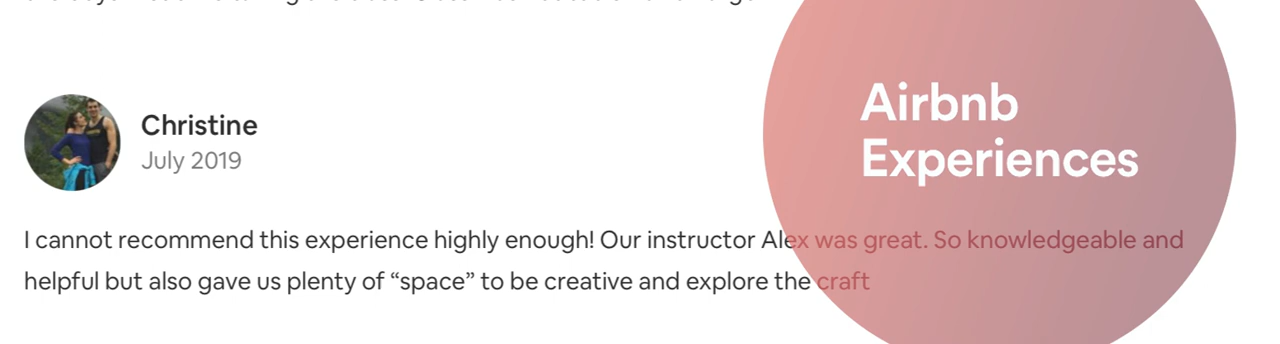 Christine
July 2019
Airbnb
Experiences
I cannot recommend this experience highly enough! Our instructor Alex was great. So knowledgeable and
helpful but also gave us plenty of “space” to be creative and explore the craft